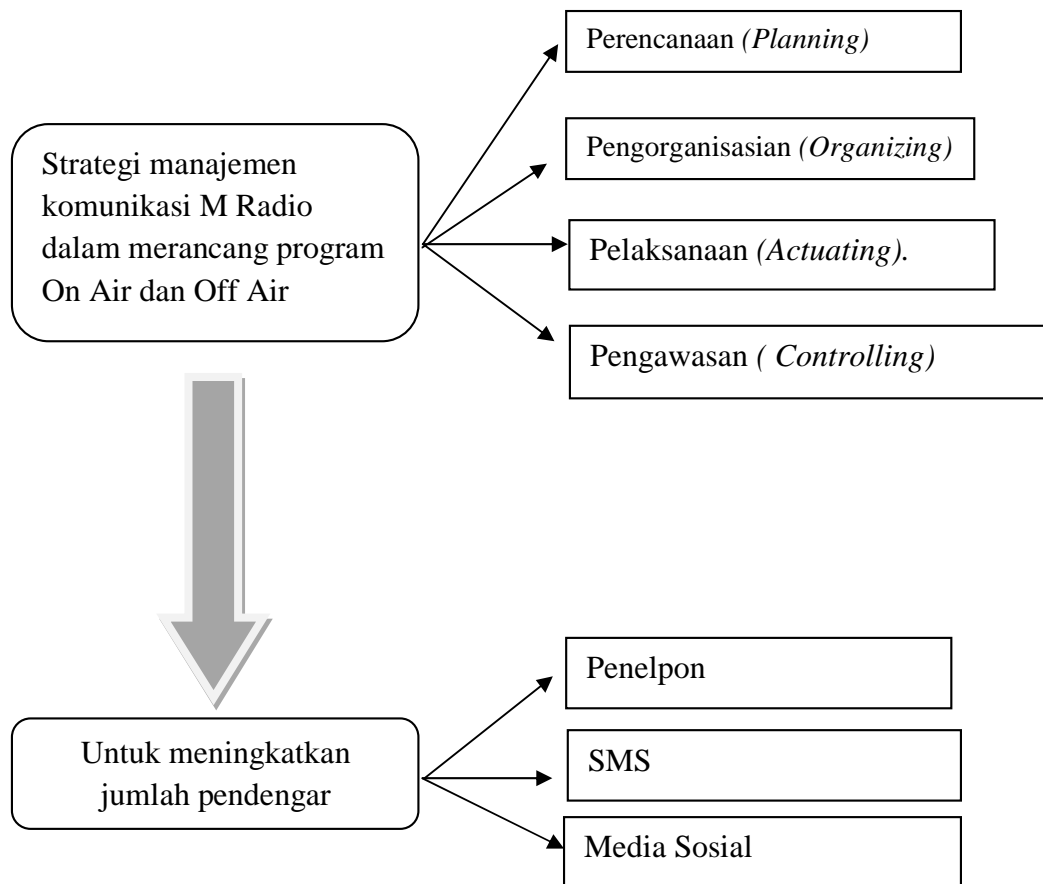 Perencanaan (Planning)
Pengorganisasian (Organizing)
Strategi manajemen
komunikasi M Radio
dalam merancang program
On Air dan Off Air
Pelaksanaan (Actuating).
Pengawasan ( Controlling)
Penelpon
Untuk meningkatkan
jumlah pendengar
SMS
Media Sosial